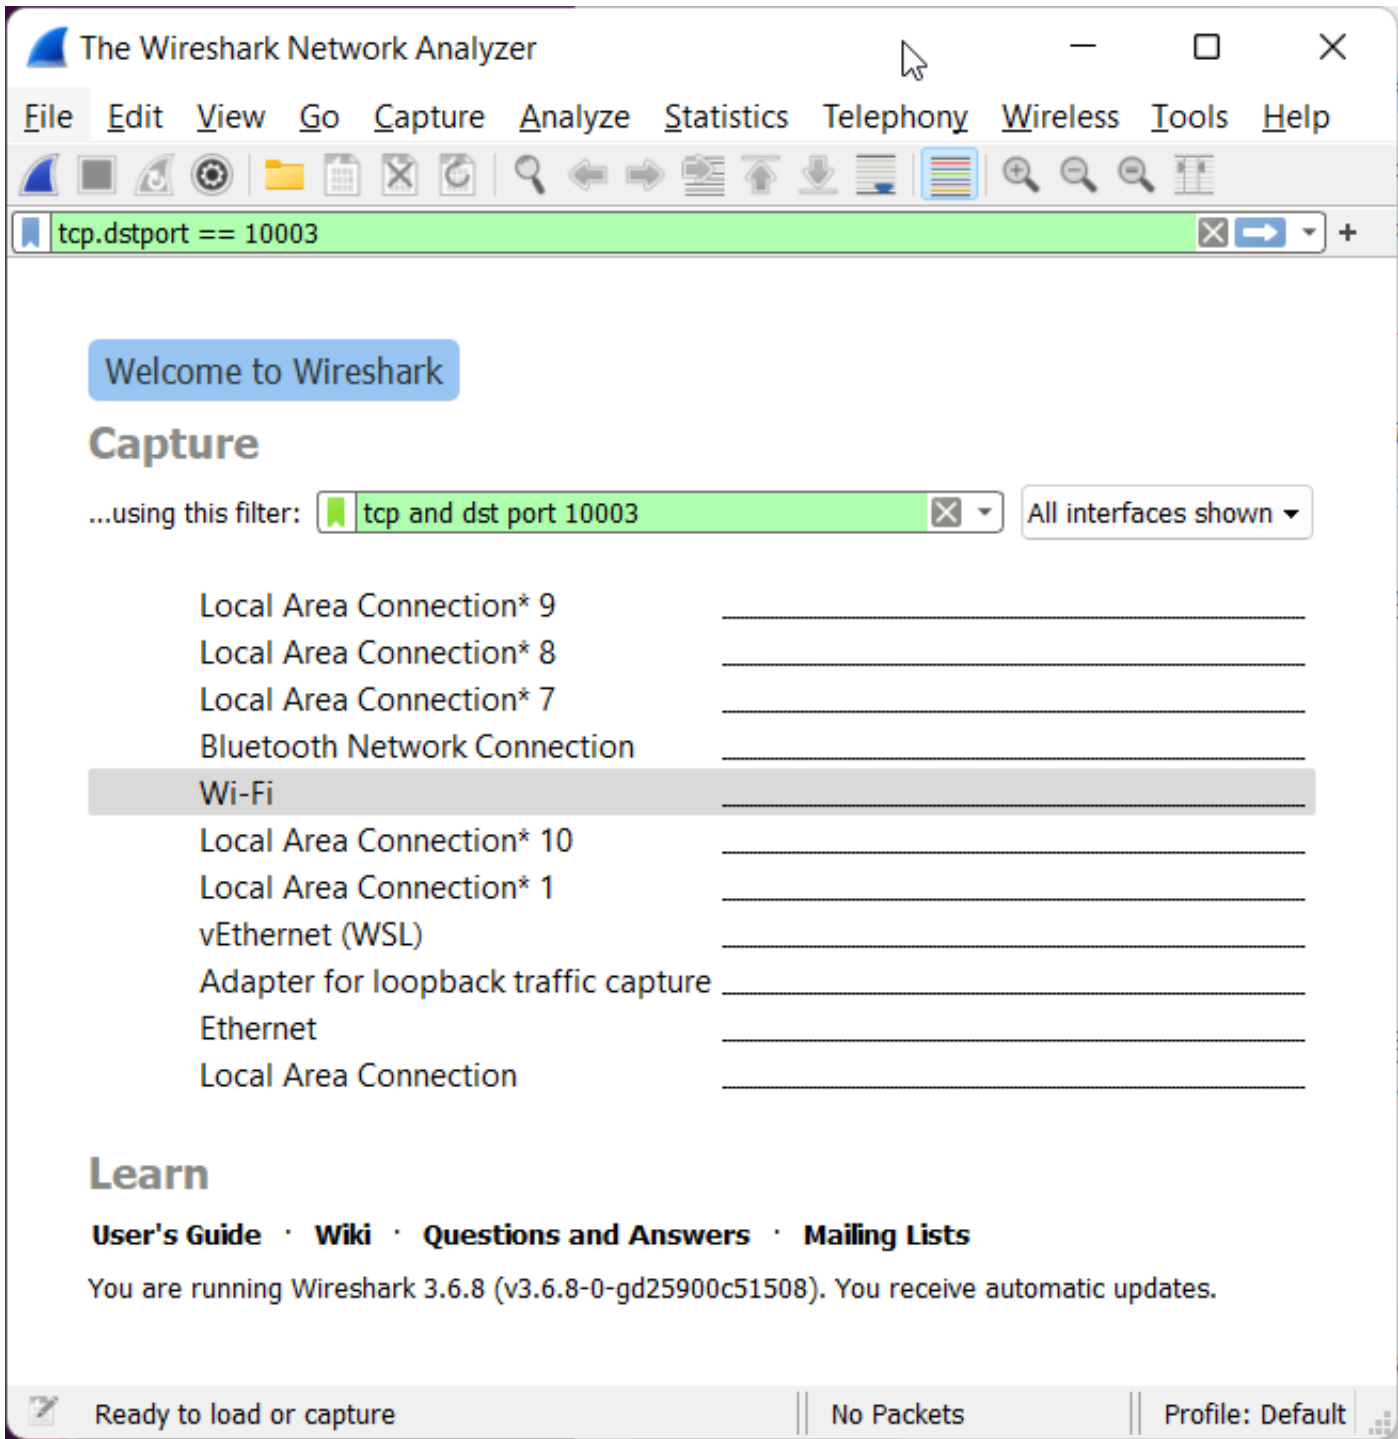 The Wireshark Network Analyzer
File Edit View Go Capture Analyze Statistics Telephony Wireless Tools Help
tcp.dstport == 10003
Welcome to Wireshark
Capture
...using this filter: tcp and dst port 10003 All interfaces shown
Local Area Connection* 9
Local Area Connection* 8
Local Area Connection* 7
Bluetooth Network Connection
Wi-Fi
Local Area Connection* 10
Local Area Connection* 1
vEthernet (WSL)
Adapter for loopback traffic capture
Ethernet
Local Area Connection
Learn
User's Guide · Wiki · Questions and Answers · Mailing Lists
You are running Wireshark 3.6.8 (v3.6.8-0-gd25900c51508). You receive automatic updates.
Ready to load or capture No Packets Profile: Default